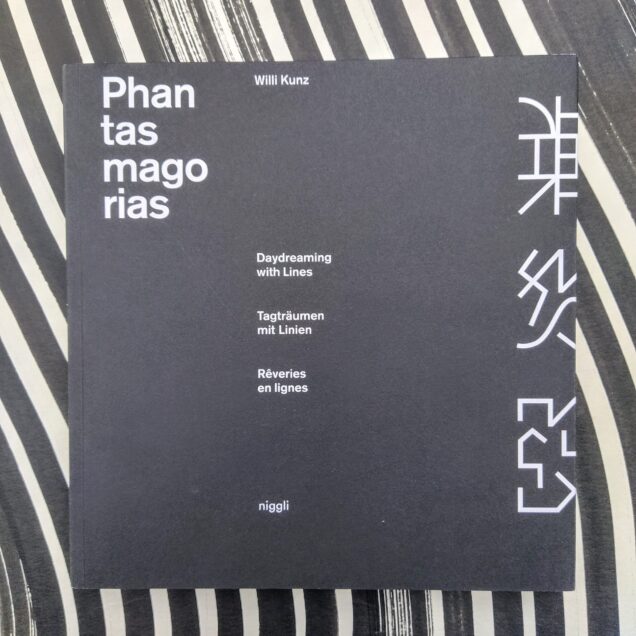 Phan
tas
mago
rias
Willi Kunz
Daydreaming
with Lines
Tagträumen
mit Linien
Rêveries
en lignes
niggli